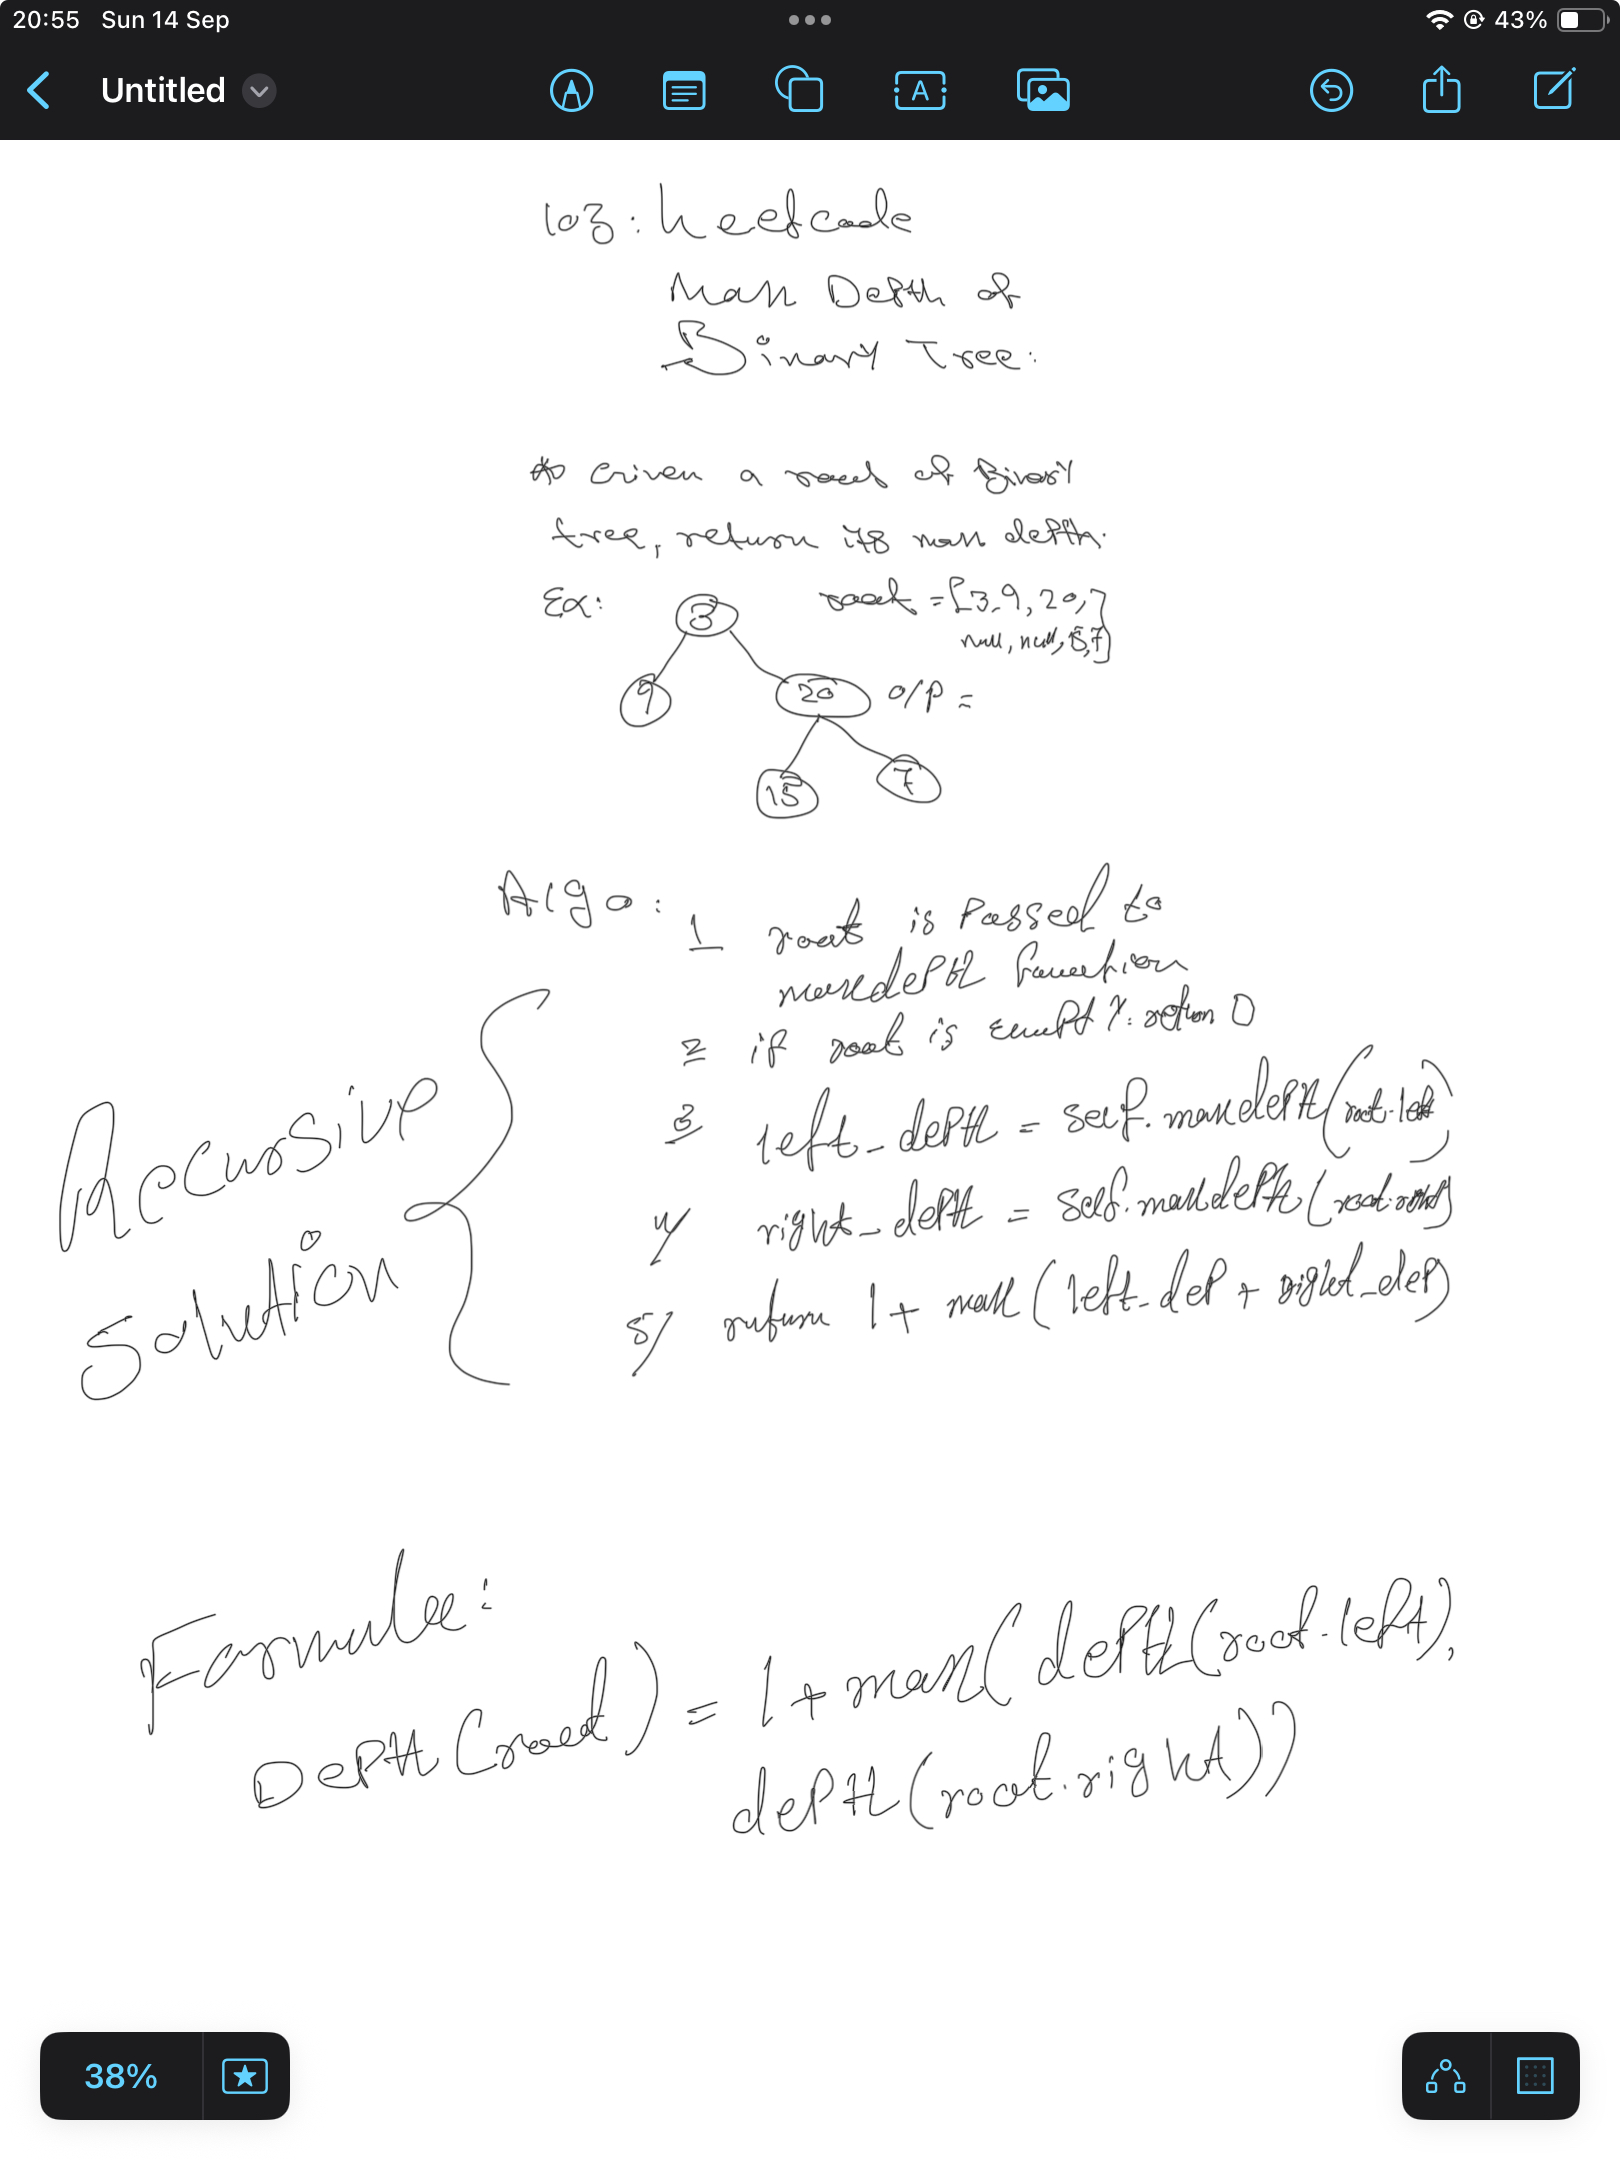 20:55 Sun 14 Sep
43%
Untitled
A
103: Leetcode
Max Depth of
Binary Tree:
Given a root of Binary
tree, return its max depth.
Ex:
root = [3,9,20,
null, null, 15,7]
3
9
20
O/P =
15
7
Algo:
1 root is Passed to
maxdepth function
2 if root is empty: return 0
3 left_depth = self.maxdepth(root.left)
4/ right_depth = self.maxdepth(root.right)
5/ return 1+ max(left_dep + right_dep)
Recursive
Solution
Formula:
Depth(root) = 1+max(depth(root.left),
depth(root.right))
38%